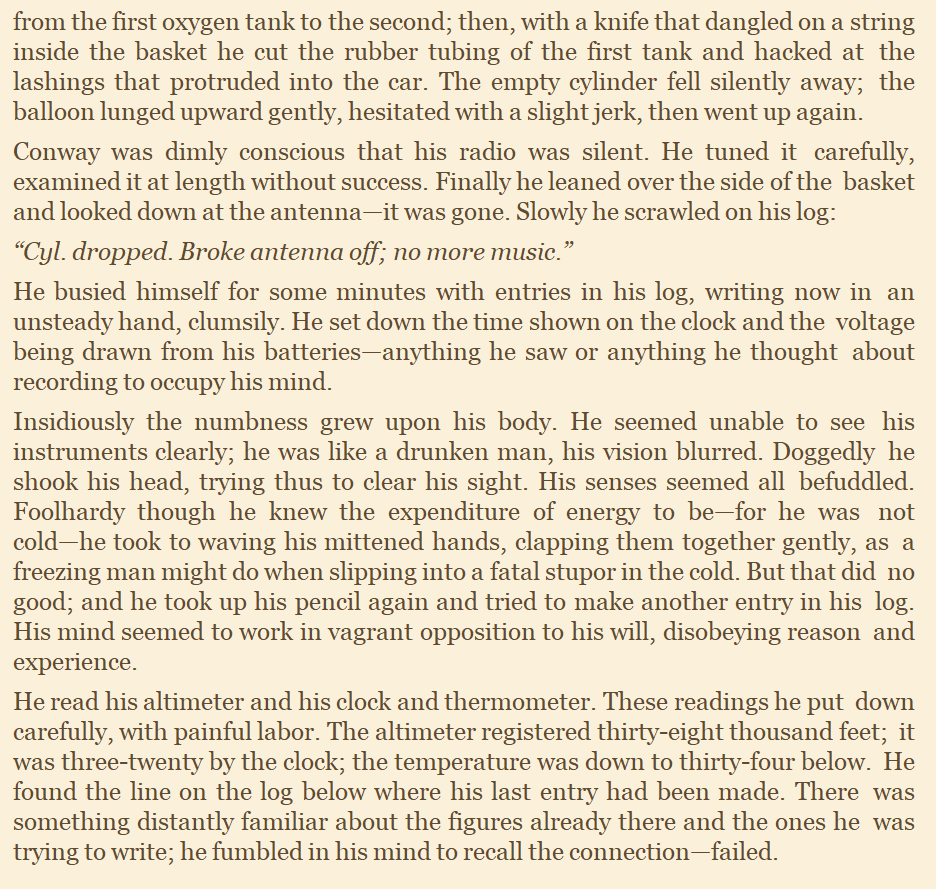 from the first oxygen tank to the second; then, with a knife that dangled on a string
inside the basket he cut the rubber tubing of the first tank and hacked at the
lashings that protruded into the car. The empty cylinder fell silently away; the
balloon lunged upward gently, hesitated with a slight jerk, then went up again.
Conway was dimly conscious that his radio was silent. He tuned it carefully,
examined it at length without success. Finally he leaned over the side of the basket
and looked down at the antenna—it was gone. Slowly he scrawled on his log:
“Cyl. dropped. Broke antenna off; no more music.”
He busied himself for some minutes with entries in his log, writing now in an
unsteady hand, clumsily. He set down the time shown on the clock and the voltage
being drawn from his batteries—anything he saw or anything he thought about
recording to occupy his mind.
Insidiously the numbness grew upon his body. He seemed unable to see his
instruments clearly; he was like a drunken man, his vision blurred. Doggedly he
shook his head, trying thus to clear his sight. His senses seemed all befuddled.
Foolhardy though he knew the expenditure of energy to be—for he was not
cold—he took to waving his mittened hands, clapping them together gently, as a
freezing man might do when slipping into a fatal stupor in the cold. But that did no
good; and he took up his pencil again and tried to make another entry in his log.
His mind seemed to work in vagrant opposition to his will, disobeying reason and
experience.
He read his altimeter and his clock and thermometer. These readings he put down
carefully, with painful labor. The altimeter registered thirty-eight thousand feet; it
was three-twenty by the clock; the temperature was down to thirty-four below. He
found the line on the log below where his last entry had been made. There was
something distantly familiar about the figures already there and the ones he was
trying to write; he fumbled in his mind to recall the connection—failed.